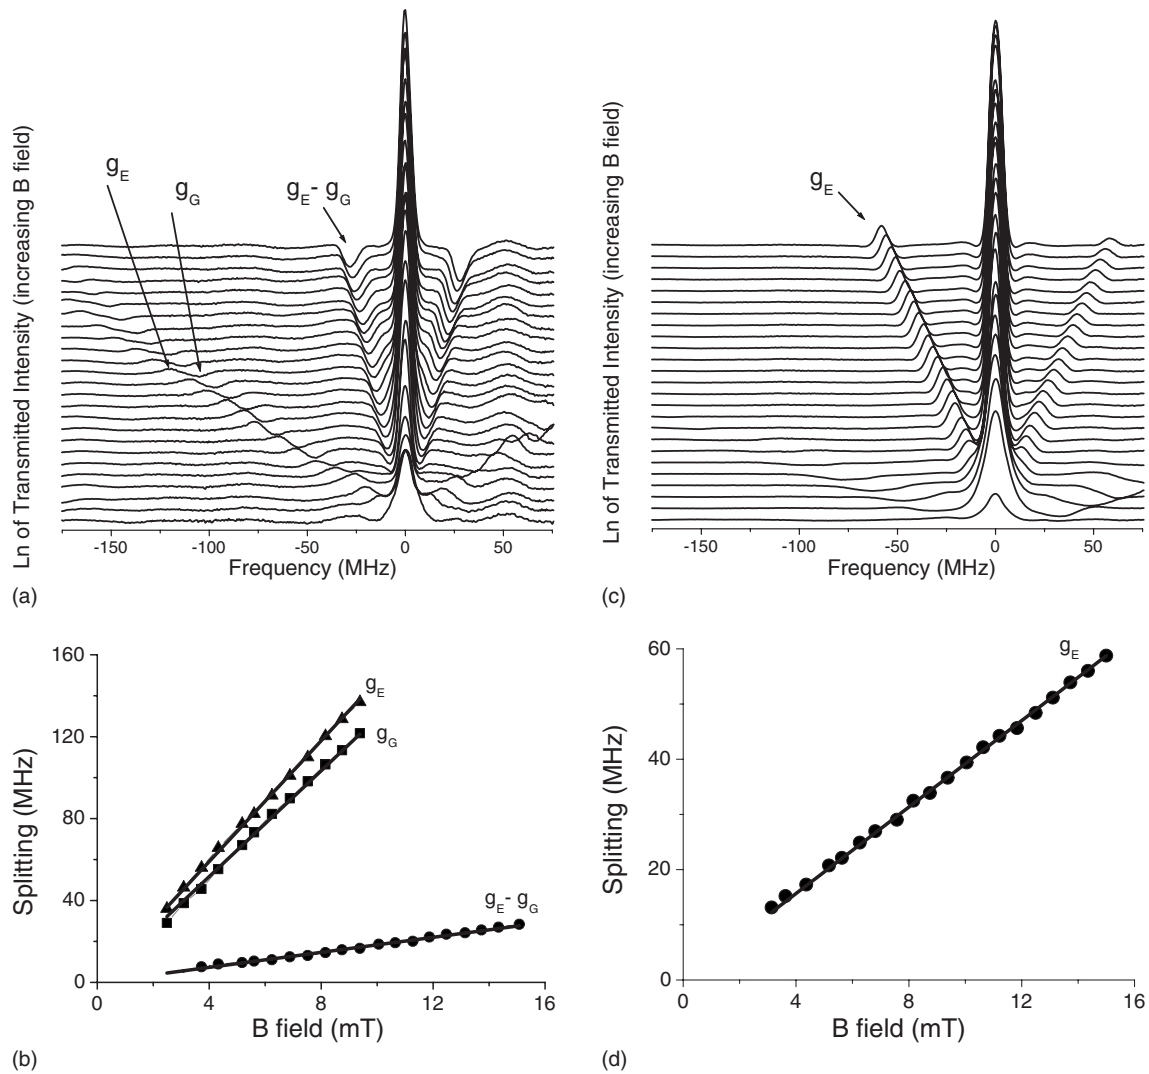 Ln of Transmitted Intensity (increasing B field)
g_E
g_G
g_E - g_G
-150 -100 -50 0 50
Frequency (MHz)
(a)
Ln of Transmitted Intensity (increasing B field)
g_E
-150 -100 -50 0 50
Frequency (MHz)
(c)
Splitting (MHz)
160
120
80
40
0
g_E
g_G
g_E - g_G
0 4 8 12 16
B field (mT)
(b)
Splitting (MHz)
60
40
20
0
g_E
0 4 8 12 16
B field (mT)
(d)